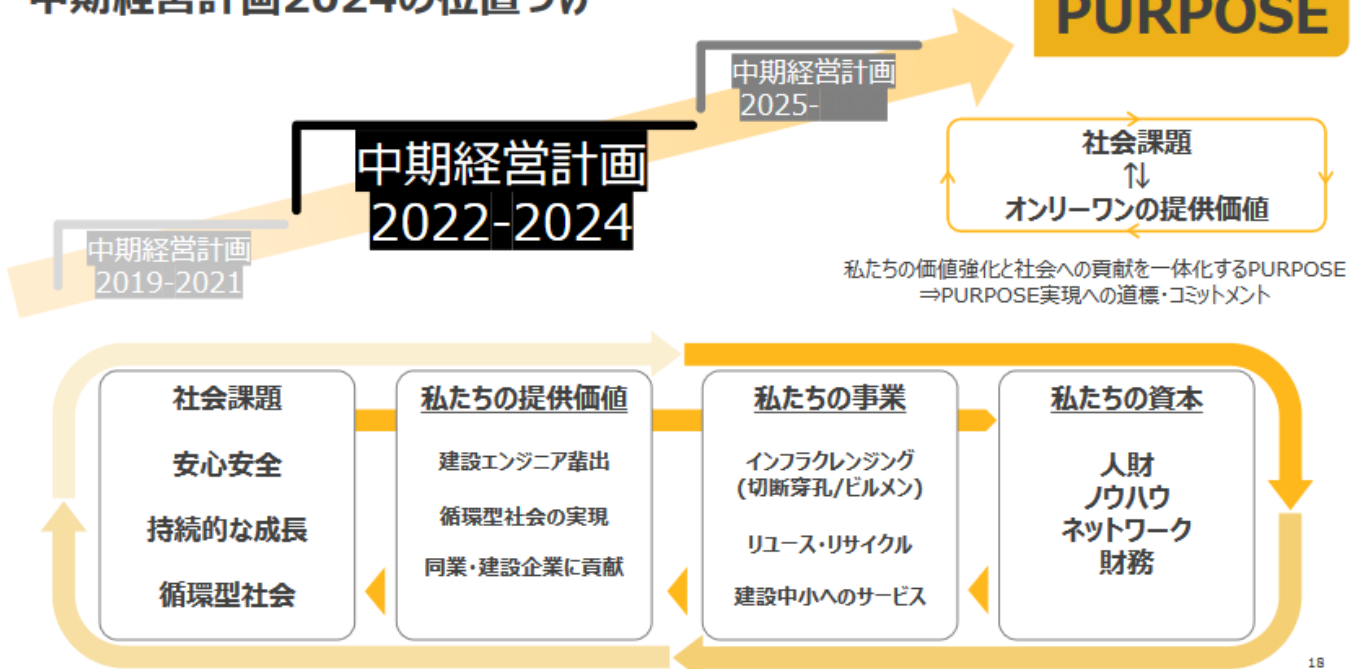 中期経営計画2024の位置づけ
PURPOSE
中期経営計画
2025-
中期経営計画
2022-2024
中期経営計画
2019-2021
社会課題
⇅
オンリーワンの提供価値
私たちの価値強化と社会への貢献を一体化するPURPOSE
⇒PURPOSE実現への道標・コミットメント
社会課題
安心安全
持続的な成長
循環型社会
私たちの提供価値
建設エンジニア輩出
循環型社会の実現
同業・建設企業に貢献
私たちの事業
インフラクレンジング
(切断穿孔/ビルメン)
リユース・リサイクル
建設中小へのサービス
私たちの資本
人財
ノウハウ
ネットワーク
財務
18